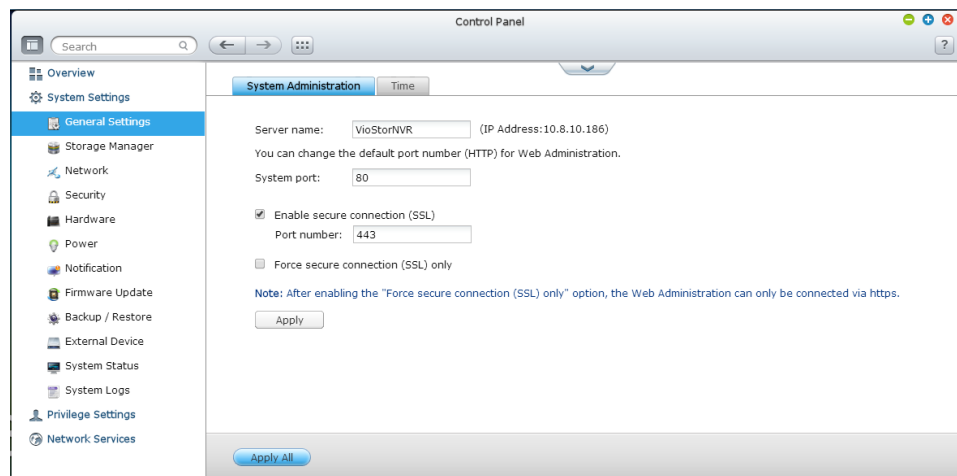 Control Panel
Search
?
Overview
System Settings
General Settings
Storage Manager
Network
Security
Hardware
Power
Notification
Firmware Update
Backup / Restore
External Device
System Status
System Logs
Privilege Settings
Network Services
System Administration
Time
Server name: VioStorNVR (IP Address:10.8.10.186)
You can change the default port number (HTTP) for Web Administration.
System port: 80
Enable secure connection (SSL)
Port number: 443
Force secure connection (SSL) only
Note: After enabling the "Force secure connection (SSL) only" option, the Web Administration can only be connected via https.
Apply
Apply All